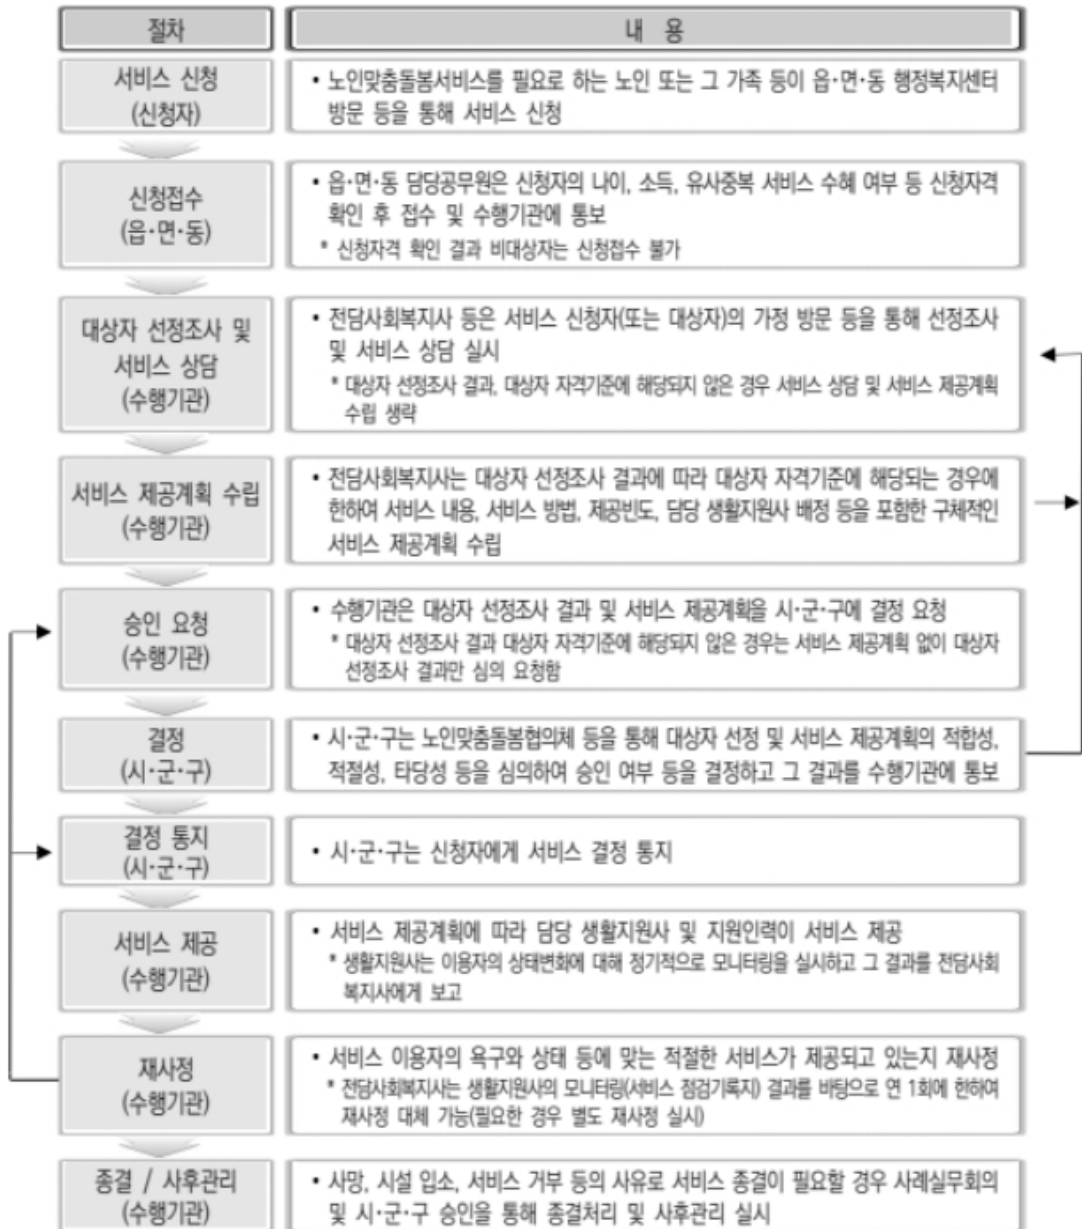 절차
내 용
서비스 신청
(신청자)
• 노인맞춤돌봄서비스를 필요로 하는 노인 또는 그 가족 등이 읍·면·동 행정복지센터
방문 등을 통해 서비스 신청
신청접수
(읍·면·동)
• 읍·면·동 담당공무원은 신청자의 나이, 소득, 유사중복 서비스 수혜 여부 등 신청자격
확인 후 접수 및 수행기관에 통보
* 신청자격 확인 결과 비대상자는 신청접수 불가
대상자 선정조사 및
서비스 상담
(수행기관)
• 전담사회복지사 등은 서비스 신청자(또는 대상자)의 가정 방문 등을 통해 선정조사
및 서비스 상담 실시
* 대상자 선정조사 결과, 대상자 자격기준에 해당되지 않은 경우 서비스 상담 및 서비스 제공계획
수립 생략
서비스 제공계획 수립
(수행기관)
• 전담사회복지사는 대상자 선정조사 결과에 따라 대상자 자격기준에 해당되는 경우에
한하여 서비스 내용, 서비스 방법, 제공빈도, 담당 생활지원사 배정 등을 포함한 구체적인
서비스 제공계획 수립
승인 요청
(수행기관)
• 수행기관은 대상자 선정조사 결과 및 서비스 제공계획을 시·군·구에 결정 요청
* 대상자 선정조사 결과 대상자 자격기준에 해당되지 않은 경우는 서비스 제공계획 없이 대상자
선정조사 결과만 심의 요청함
결정
(시·군·구)
• 시·군·구는 노인맞춤돌봄협의체 등을 통해 대상자 선정 및 서비스 제공계획의 적합성,
적절성, 타당성 등을 심의하여 승인 여부 등을 결정하고 그 결과를 수행기관에 통보
결정 통지
(시·군·구)
• 시·군·구는 신청자에게 서비스 결정 통지
서비스 제공
(수행기관)
• 서비스 제공계획에 따라 담당 생활지원사 및 지원인력이 서비스 제공
* 생활지원사는 이용자의 상태변화에 대해 정기적으로 모니터링을 실시하고 그 결과를 전담사회
복지사에게 보고
재사정
(수행기관)
• 서비스 이용자의 욕구와 상태 등에 맞는 적절한 서비스가 제공되고 있는지 재사정
* 전담사회복지사는 생활지원사의 모니터링(서비스 점검기록지) 결과를 바탕으로 연 1회에 한하여
재사정 대체 가능(필요한 경우 별도 재사정 실시)
종결 / 사후관리
(수행기관)
• 사망, 시설 입소, 서비스 거부 등의 사유로 서비스 종결이 필요할 경우 사례실무회의
및 시·군·구 승인을 통해 종결처리 및 사후관리 실시